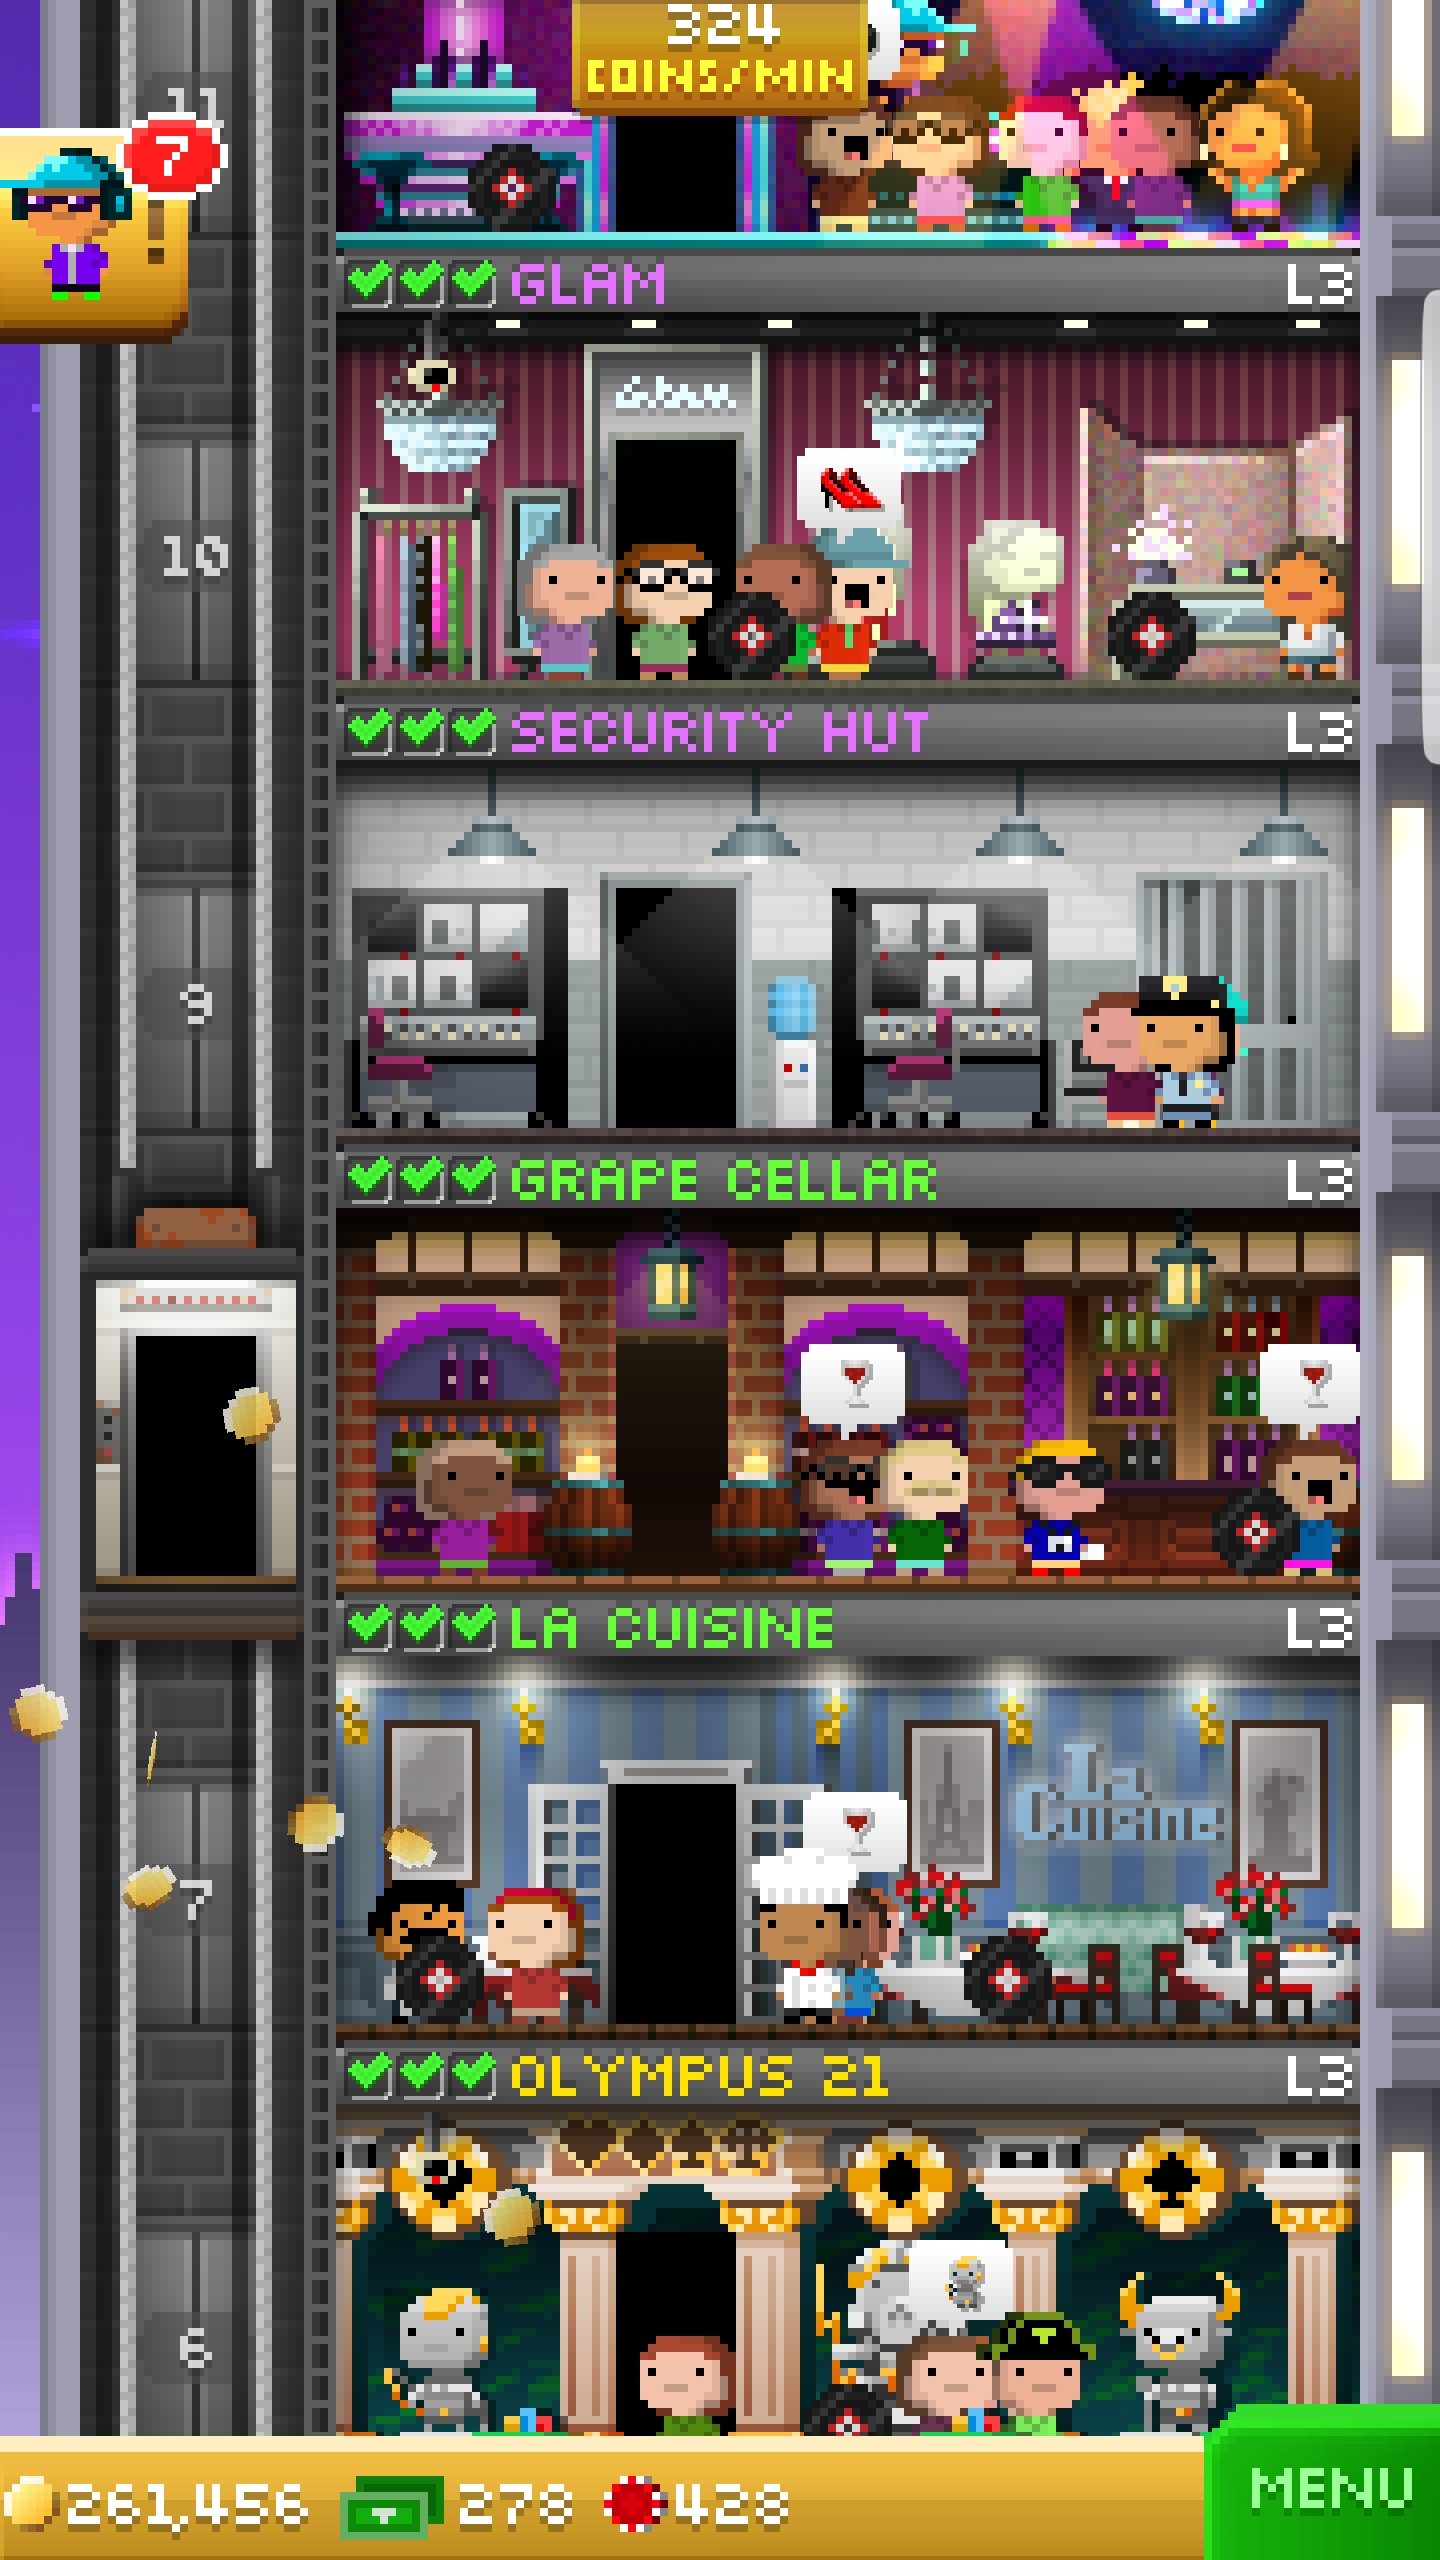 324
COINS/MIN
11
7
!
GLAM L3
Glam
10
SECURITY HUT L3
9
GRAPE CELLAR L3
LA CUISINE L3
La
Cuisine
7
OLYMPUS 21 L3
6
261,456 278 428
MENU